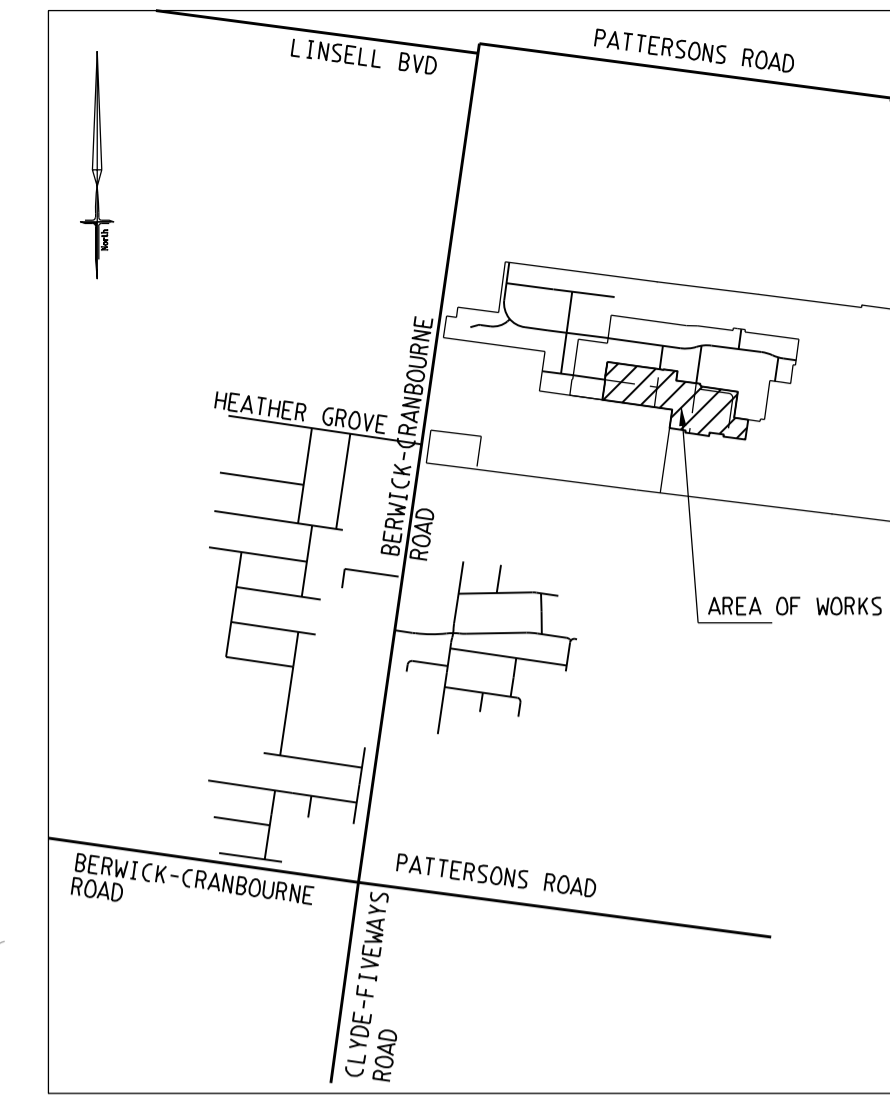 LINSELL BVD
PATTERSONS ROAD
North
HEATHER GROVE
BERWICK-CRANBOURNE
ROAD
AREA OF WORKS
BERWICK-CRANBOURNE
ROAD
PATTERSONS ROAD
CLYDE-FIVEWAYS
ROAD